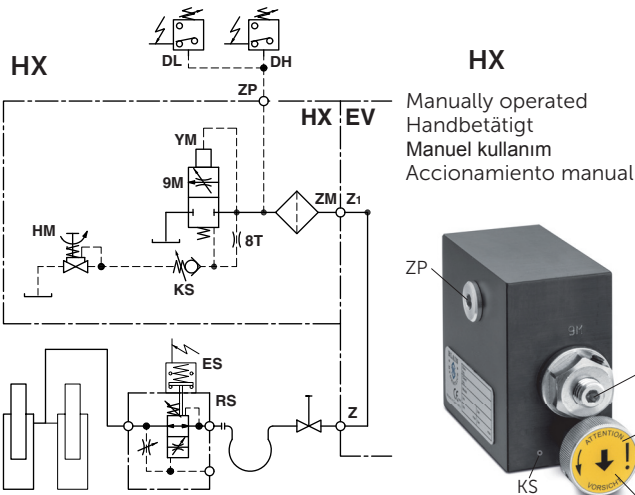 HX
DL
DH
ZP
HX EV
YM
9M
ZM
Z1
HM
8T
KS
ES
RS
Z
HX
Manually operated
Handbetätigt
Manuel kullanım
Accionamiento manual
ZP
9M
ATTENTION
!
VORSICHT
KS